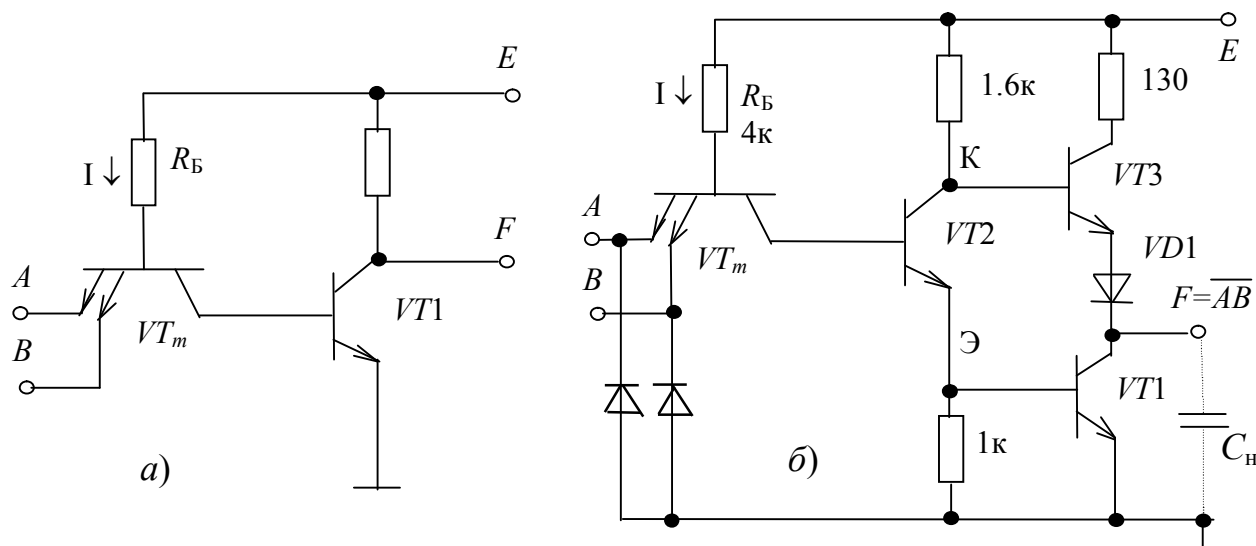 E
I ↓ R_Б
A
B
VT_m
VT1
F
а)
E
I ↓ R_Б
4к
1.6к
130
К
VT3
A
B
VT_m
VT2
VD1
F=\overline{AB}
Э
VT1
1к
C_н
б)